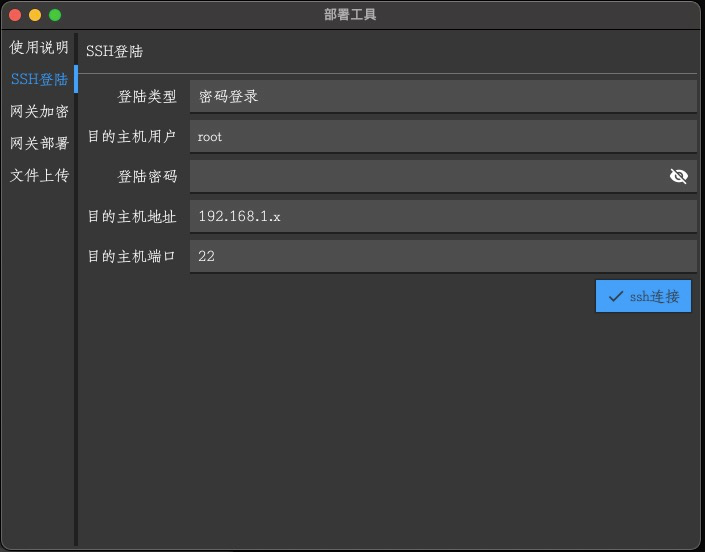 部署工具
使用说明
SSH登陆
网关加密
网关部署
文件上传
SSH登陆
登陆类型
密码登录
目的主机用户
root
登陆密码
目的主机地址
192.168.1.x
目的主机端口
22
ssh连接